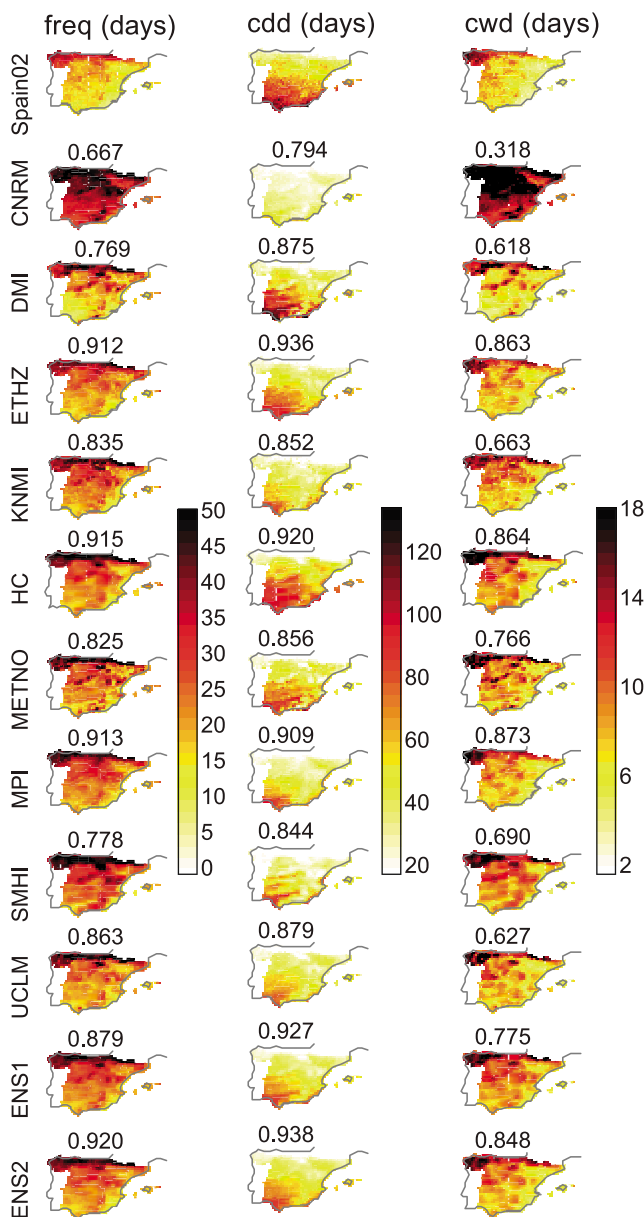 freq (days) cdd (days) cwd (days)
Spain02
CNRM 0.667 0.794 0.318
DMI 0.769 0.875 0.618
ETHZ 0.912 0.936 0.863
KNMI 0.835 0.852 0.663
HC 0.915 0.920 0.864
METNO 0.825 0.856 0.766
MPI 0.913 0.909 0.873
SMHI 0.778 0.844 0.690
UCLM 0.863 0.879 0.627
ENS1 0.879 0.927 0.775
ENS2 0.920 0.938 0.848
50
45
40
35
30
25
20
15
10
5
0
120
100
80
60
40
20
18
14
10
6
2